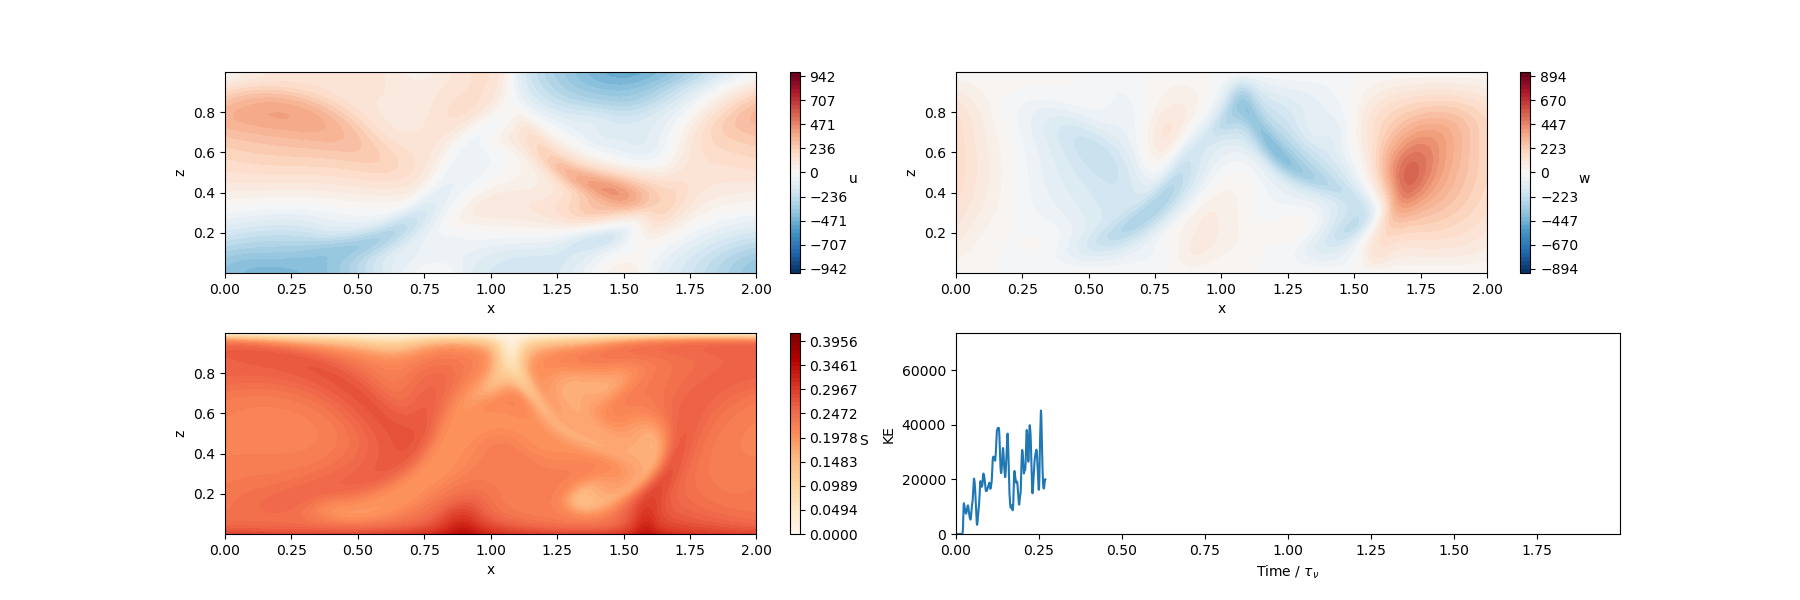 0.8
0.6
0.4
0.2
z
0.00 0.25 0.50 0.75 1.00 1.25 1.50 1.75 2.00
x
942
707
471
236
0
−236
−471
−707
−942
u
0.8
0.6
0.4
0.2
z
0.00 0.25 0.50 0.75 1.00 1.25 1.50 1.75 2.00
x
894
670
447
223
0
−223
−447
−670
−894
w
0.8
0.6
0.4
0.2
z
0.00 0.25 0.50 0.75 1.00 1.25 1.50 1.75 2.00
x
0.3956
0.3461
0.2967
0.2472
0.1978
0.1483
0.0989
0.0494
0.0000
S
60000
40000
20000
0
KE
0.00 0.25 0.50 0.75 1.00 1.25 1.50 1.75
Time / τν